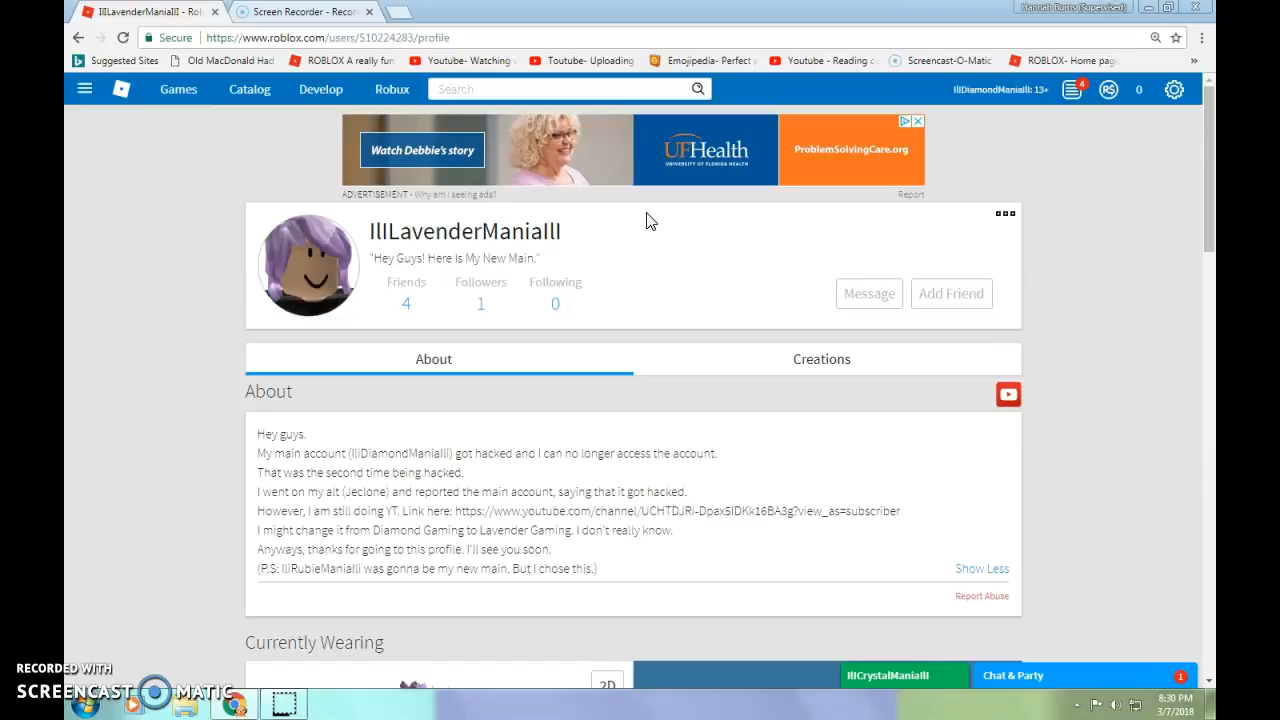 IllLavenderManiaIll - Rob
Screen Recorder - Recor
Hannah Burns (Supervised)
Secure
https://www.roblox.com/users/510224283/profile
Suggested Sites
Old MacDonald Had
ROBLOX A really fun
Youtube- Watching
Toutube- Uploading
Emojipedia- Perfect
Youtube - Reading c
Screencast-O-Matic
ROBLOX- Home page
»
Games
Catalog
Develop
Robux
Search
IllDiamondManiaIll: 13+
4
R$
0
Watch Debbie's story
UFHealth
UNIVERSITY OF FLORIDA HEALTH
ProblemSolvingCare.org
ADVERTISEMENT - Why am I seeing ads?
Report
IllLavenderManiaIll
"Hey Guys! Here Is My New Main."
Friends
Followers
Following
4
1
0
Message
Add Friend
About
Creations
About
Hey guys.
My main account (IlIDiamondManiaIlI) got hacked and I can no longer access the account.
That was the second time being hacked.
I went on my alt (Jeclone) and reported the main account, saying that it got hacked.
However, I am still doing YT. Link here: https://www.youtube.com/channel/UCHTDJRi-Dpax5IDKk16BA3g?view_as=subscriber
I might change it from Diamond Gaming to Lavender Gaming. I don't really know.
Anyways, thanks for going to this profile. I'll see you soon.
(P.S: IlIRubieManiaIlI was gonna be my new main. But I chose this.)
Show Less
Report Abuse
Currently Wearing
2D
IllCrystalManiaIll
Chat & Party
1
RECORDED WITH
SCREENCAST MATIC
8:30 PM
3/7/2018